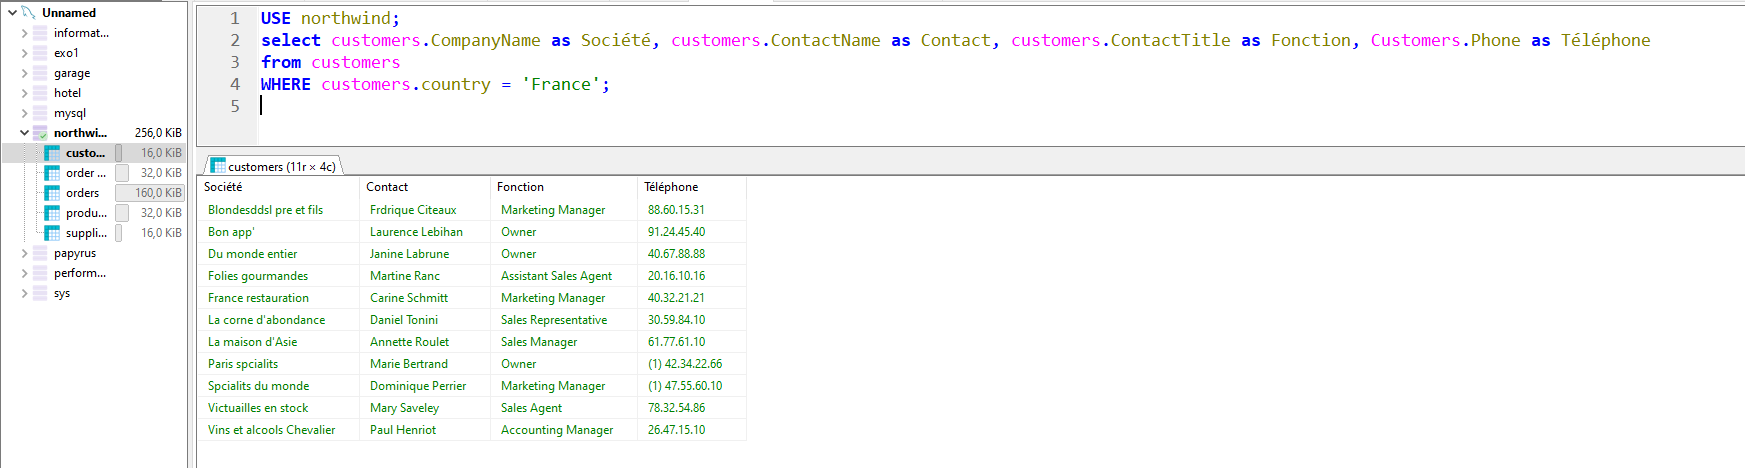 Unnamed
informat...
exo1
garage
hotel
mysql
northwi... 256,0 KiB
custo... 16,0 KiB
order ... 32,0 KiB
orders 160,0 KiB
produ... 32,0 KiB
suppli... 16,0 KiB
papyrus
perform...
sys
1 USE northwind;
2 select customers.CompanyName as Société, customers.ContactName as Contact, customers.ContactTitle as Fonction, Customers.Phone as Téléphone
3 from customers
4 WHERE customers.country = 'France';
5
customers (11r × 4c)
Société Contact Fonction Téléphone
Blondesddsl pre et fils Frdrique Citeaux Marketing Manager 88.60.15.31
Bon app' Laurence Lebihan Owner 91.24.45.40
Du monde entier Janine Labrune Owner 40.67.88.88
Folies gourmandes Martine Ranc Assistant Sales Agent 20.16.10.16
France restauration Carine Schmitt Marketing Manager 40.32.21.21
La corne d'abondance Daniel Tonini Sales Representative 30.59.84.10
La maison d'Asie Annette Roulet Sales Manager 61.77.61.10
Paris spcialits Marie Bertrand Owner (1) 42.34.22.66
Spcialits du monde Dominique Perrier Marketing Manager (1) 47.55.60.10
Victuailles en stock Mary Saveley Sales Agent 78.32.54.86
Vins et alcools Chevalier Paul Henriot Accounting Manager 26.47.15.10